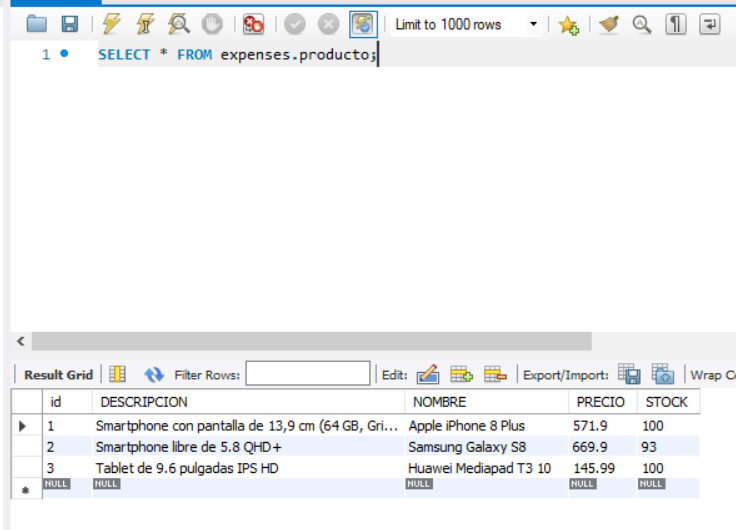 Limit to 1000 rows
1 SELECT * FROM expenses.producto;
Result Grid Filter Rows: Edit: Export/Import: Wrap
id DESCRIPCION NOMBRE PRECIO STOCK
1 Smartphone con pantalla de 13,9 cm (64 GB, Gri... Apple iPhone 8 Plus 571.9 100
2 Smartphone libre de 5.8 QHD+ Samsung Galaxy S8 669.9 93
3 Tablet de 9.6 pulgadas IPS HD Huawei Mediapad T3 10 145.99 100
NULL NULL NULL NULL NULL